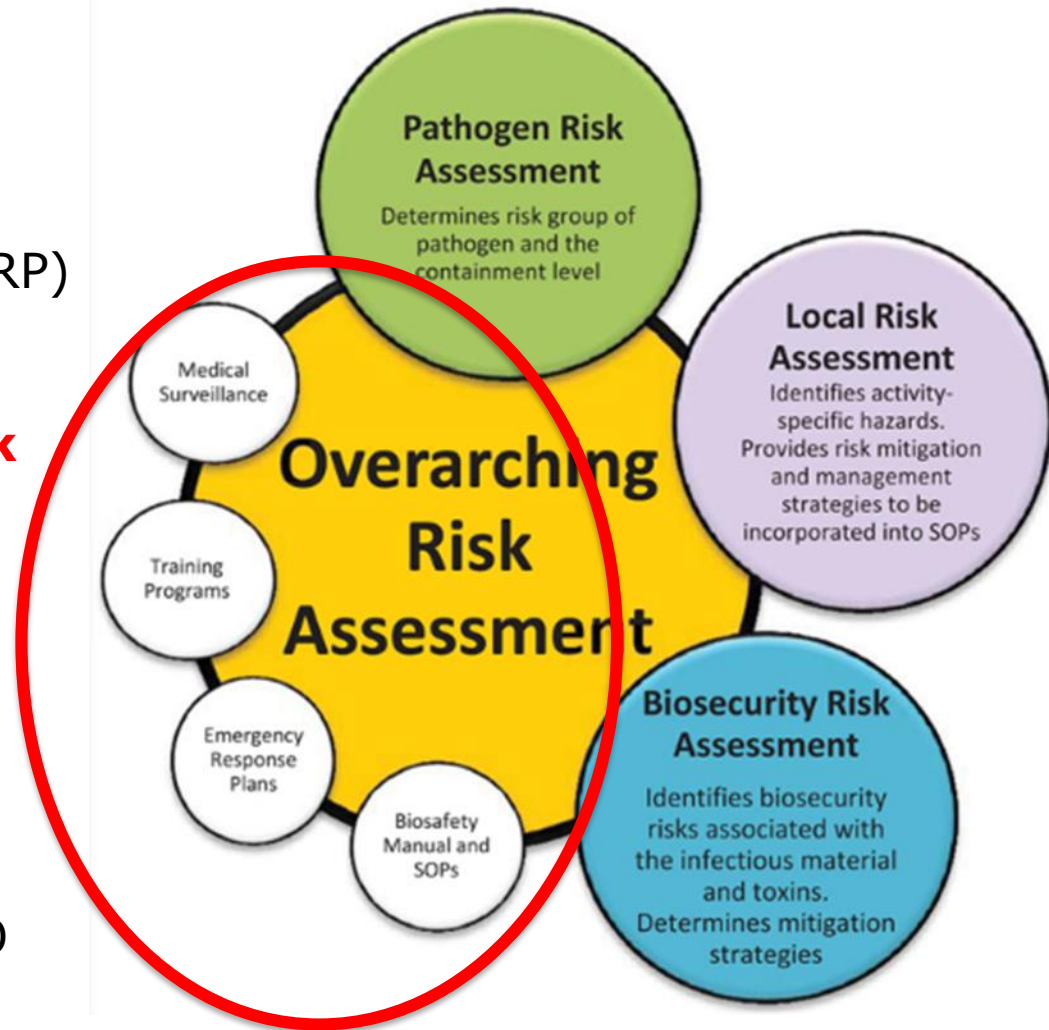 Pathogen Risk
Assessment
Determines risk group of
pathogen and the
containment level
RP)
Local Risk
Assessment
Identifies activity-
specific hazards.
Provides risk mitigation
and management
strategies to be
incorporated into SOPs
Medical
Surveillance
k
Overarching
Risk
Assessment
Training
Programs
Emergency
Response
Plans
Biosafety
Manual and
SOPs
Biosecurity Risk
Assessment
Identifies biosecurity
risks associated with
the infectious material
and toxins.
Determines mitigation
strategies